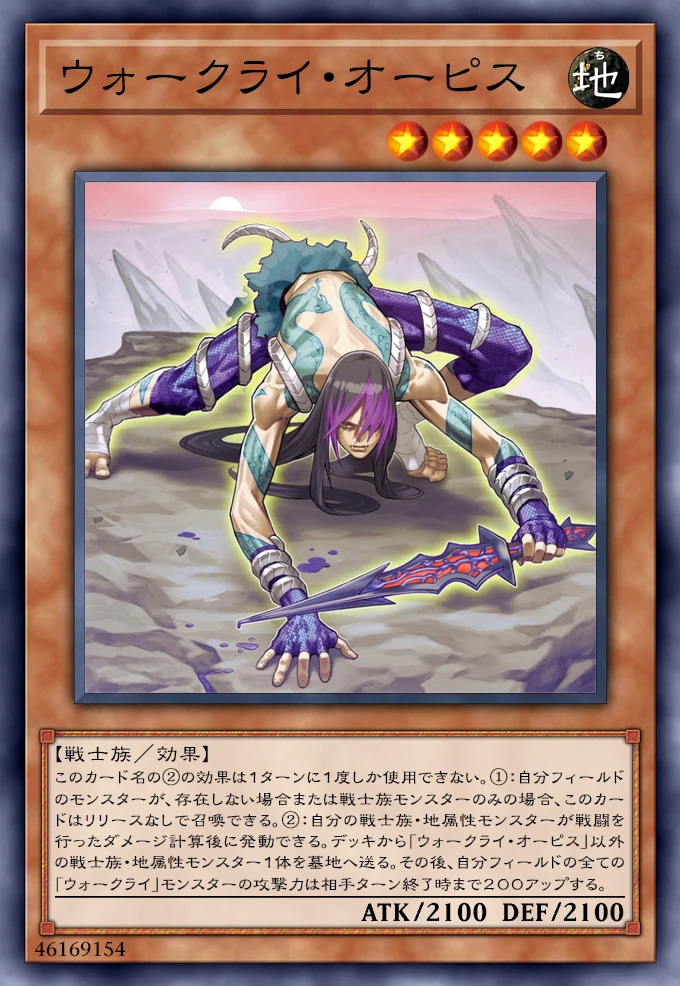 ウォークライ・オーピス
ち
地
【戦士族／効果】
このカード名の②の効果は1ターンに1度しか使用できない。①：自分フィールド
のモンスターが、存在しない場合または戦士族モンスターのみの場合、このカー
ドはリリースなしで召喚できる。②：自分の戦士族・地属性モンスターが戦闘を
行ったダメージ計算後に発動できる。デッキから「ウォークライ・オーピス」以外
の戦士族・地属性モンスター1体を墓地へ送る。その後、自分フィールドの全ての
「ウォークライ」モンスターの攻撃力は相手ターン終了時まで200アップする。
ATK/2100 DEF/2100
46169154